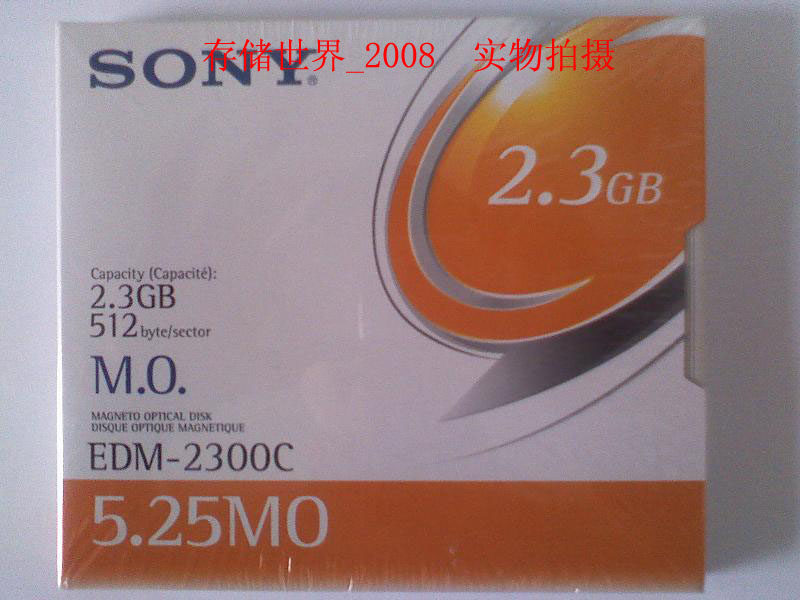 存储世界_2008 实物拍摄
SONY®
2.3GB
Capacity (Capacité):
2.3GB
512 byte/sector
M.O.
MAGNETO OPTICAL DISK
DISQUE OPTIQUE MAGNETIQUE
EDM-2300C
5.25MO